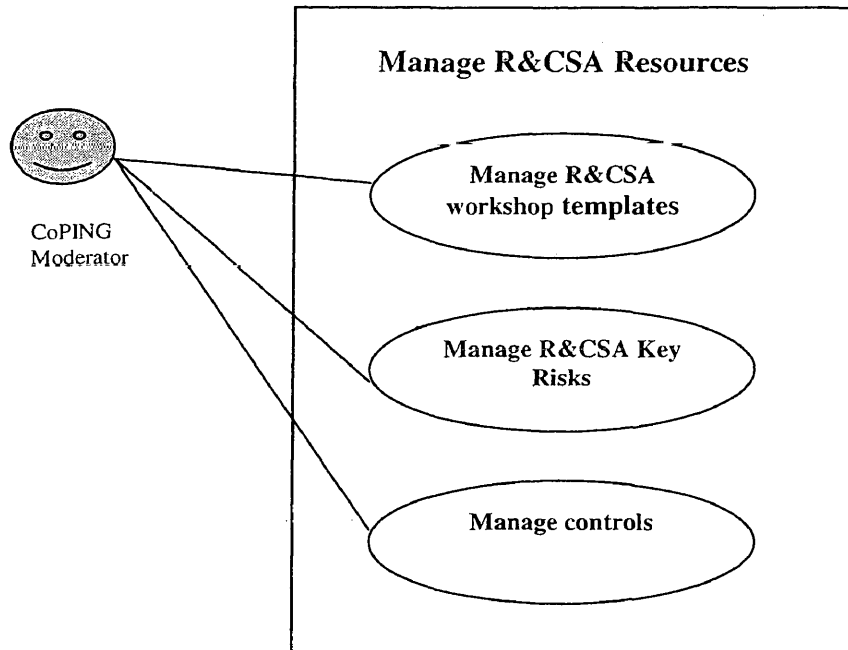 Manage R&CSA Resources
Manage R&CSA
workshop templates
CoPING
Moderator
Manage R&CSA Key
Risks
Manage controls